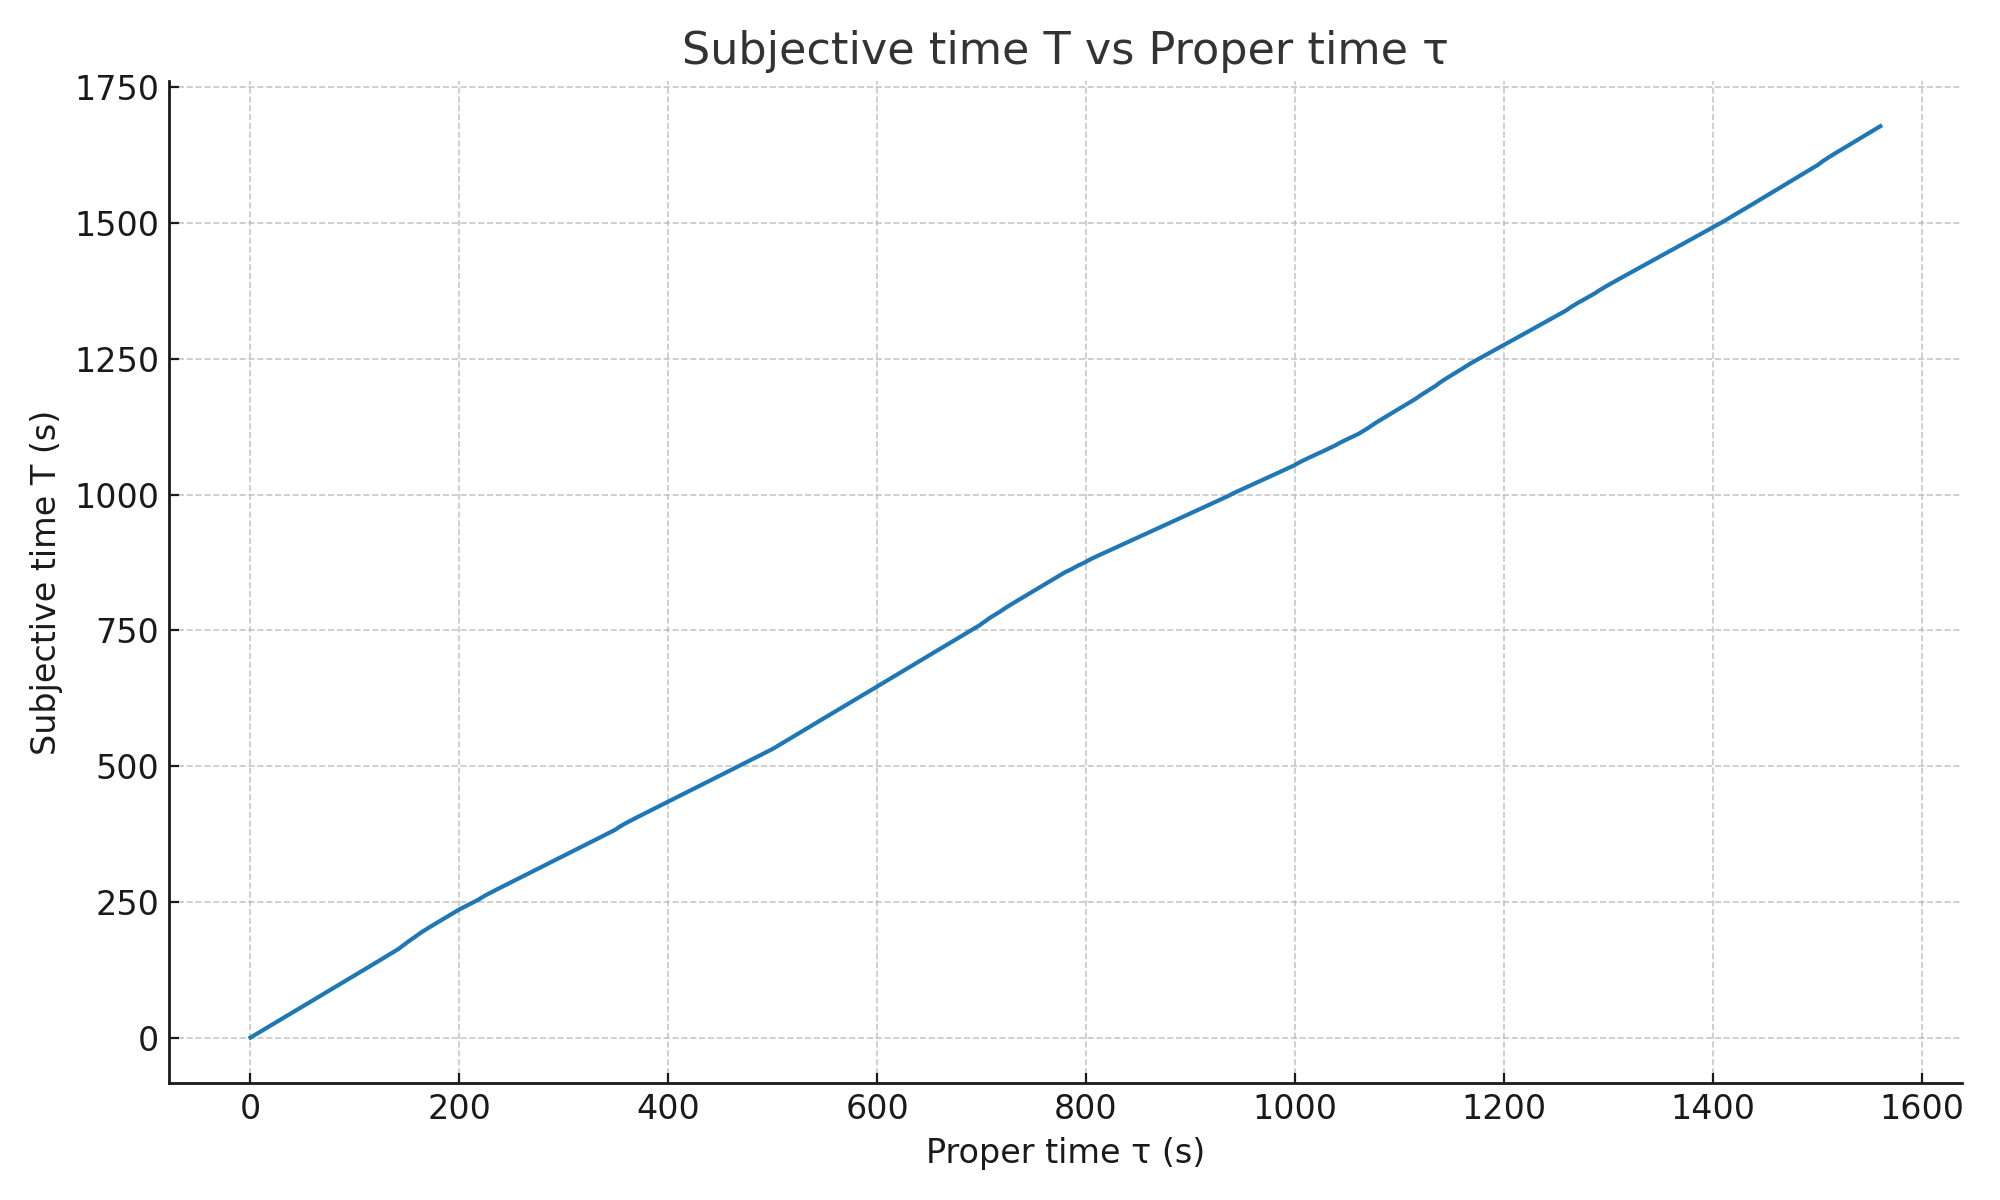 Subjective time T vs Proper time τ
1750
1500
1250
1000
750
500
250
0
Subjective time T (s)
0 200 400 600 800 1000 1200 1400 1600
Proper time τ (s)